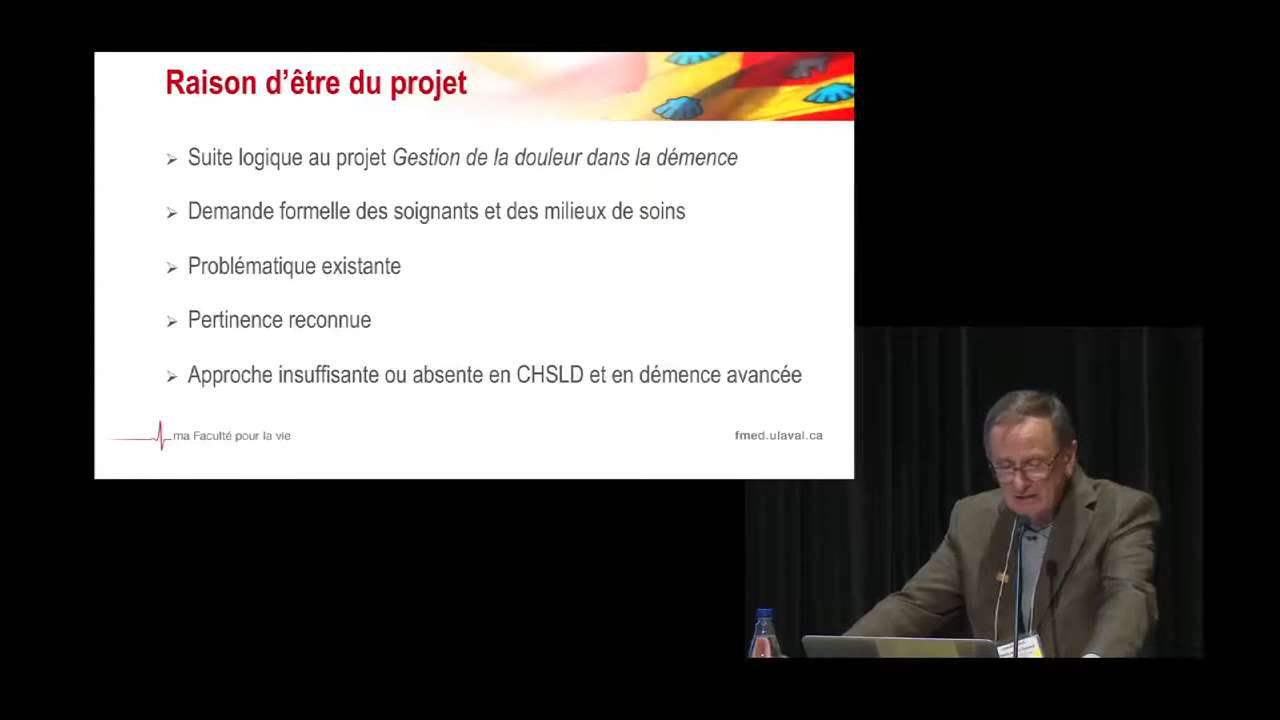 Raison d'être du projet
➢ Suite logique au projet Gestion de la douleur dans la démence
➢ Demande formelle des soignants et des milieux de soins
➢ Problématique existante
➢ Pertinence reconnue
➢ Approche insuffisante ou absente en CHSLD et en démence avancée
ma Faculté pour la vie
fmed.ulaval.ca